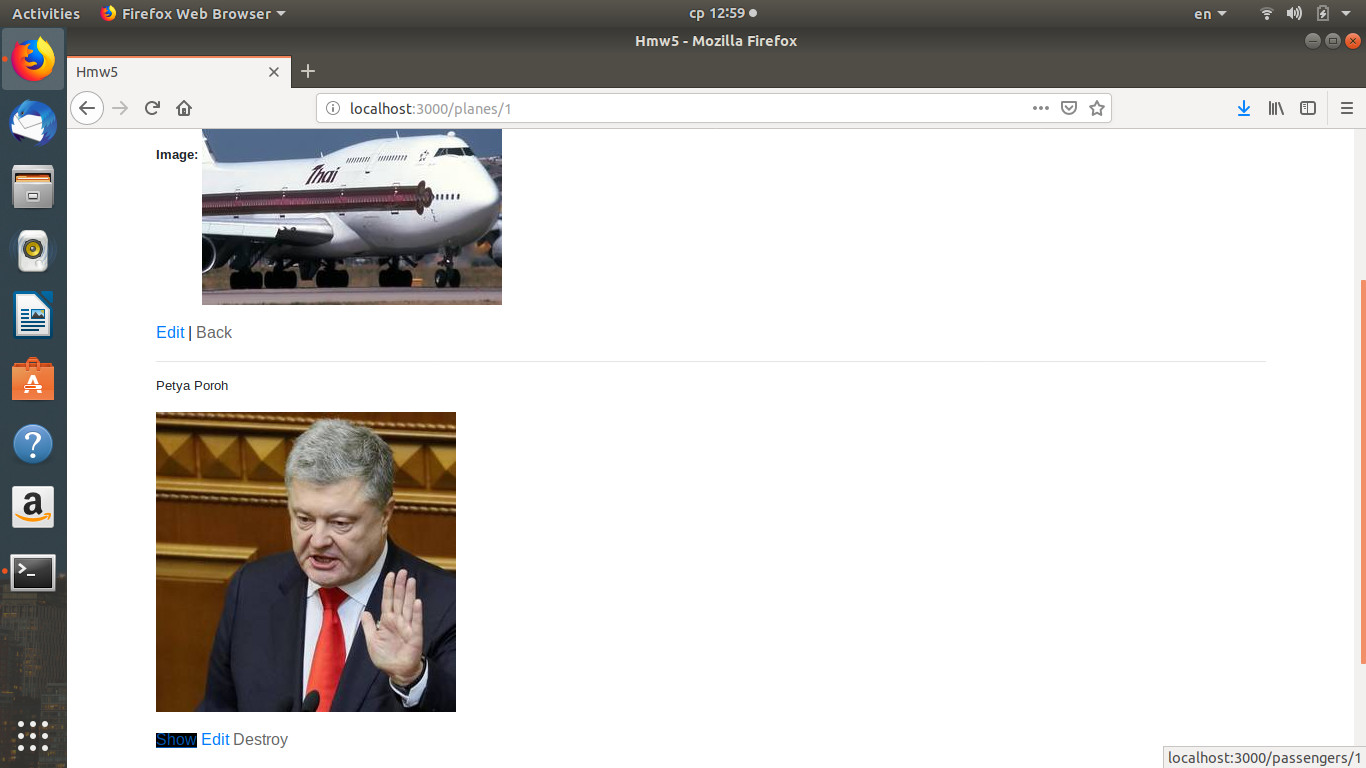 Activities Firefox Web Browser ср 12:59 en
Hmw5 - Mozilla Firefox
Hmw5
localhost:3000/planes/1
Image:
Thai
Edit | Back
Petya Poroh
Show Edit Destroy
localhost:3000/passengers/1